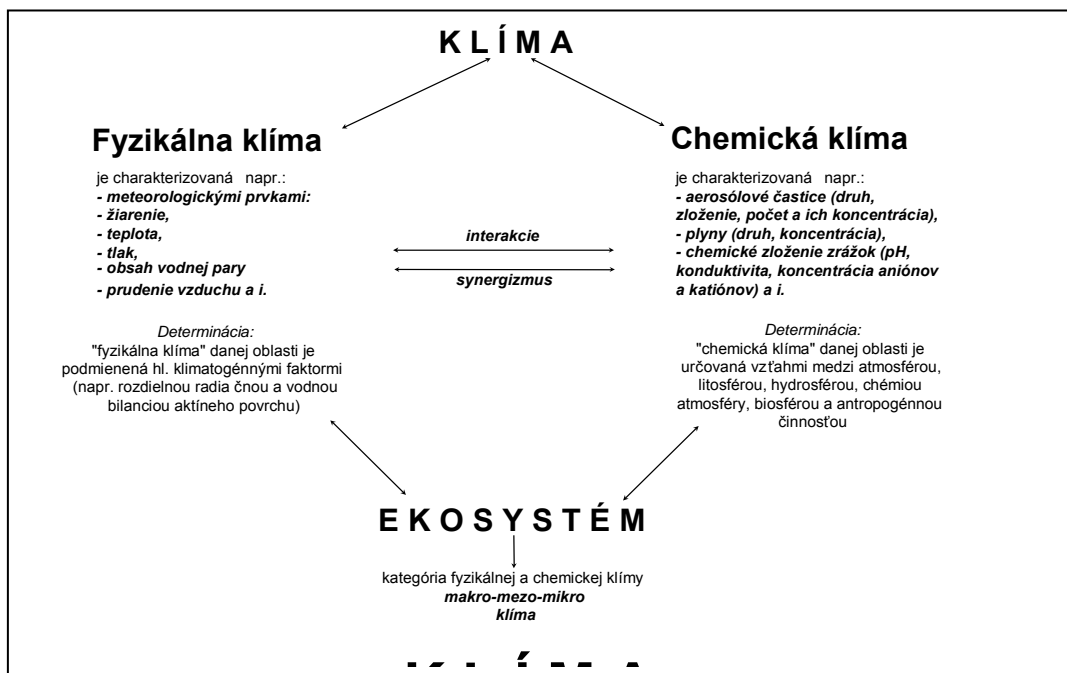 K L Í M A
Fyzikálna klíma
je charakterizovaná napr.:
- meteorologickými prvkami:
- žiarenie,
- teplota,
- tlak,
- obsah vodnej pary
- prudenie vzduchu a i.
Determinácia:
"fyzikálna klíma" danej oblasti je
podmienená hl. klimatogénnymi faktormi
(napr. rozdielnou radia čnou a vodnou
bilanciou aktíneho povrchu)
interakcie
synergizmus
Chemická klíma
je charakterizovaná napr.:
- aerosólové častice (druh,
zloženie, počet a ich koncentrácia),
- plyny (druh, koncentrácia),
- chemické zloženie zrážok (pH,
konduktivita, koncentrácia aniónov
a katiónov) a i.
Determinácia:
"chemická klíma" danej oblasti je
určovaná vzťahmi medzi atmosférou,
litosférou, hydrosférou, chémiou
atmosféry, biosférou a antropogénnou
činnosťou
E K O S Y S T É M
kategória fyzikálnej a chemickej klímy
makro-mezo-mikro
klíma
K L Í M A